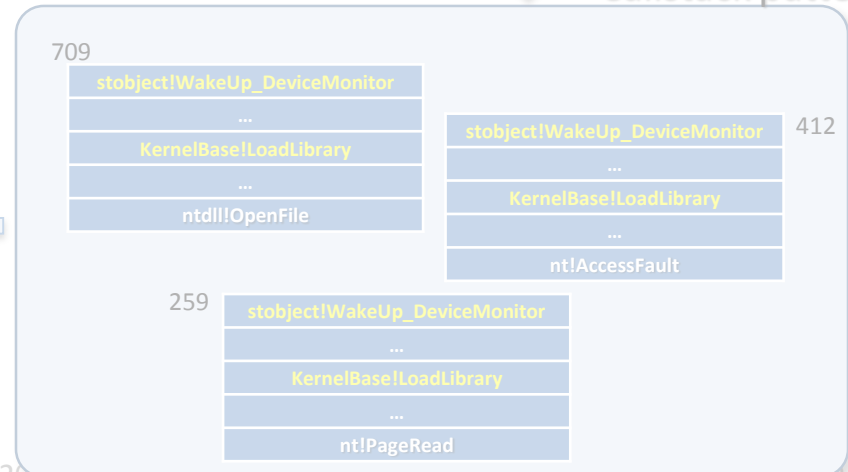 709
stobject!WakeUp_DeviceMonitor
...
KernelBase!LoadLibrary
...
ntdll!OpenFile
412
stobject!WakeUp_DeviceMonitor
...
KernelBase!LoadLibrary
...
nt!AccessFault
259
stobject!WakeUp_DeviceMonitor
...
KernelBase!LoadLibrary
...
nt!PageRead